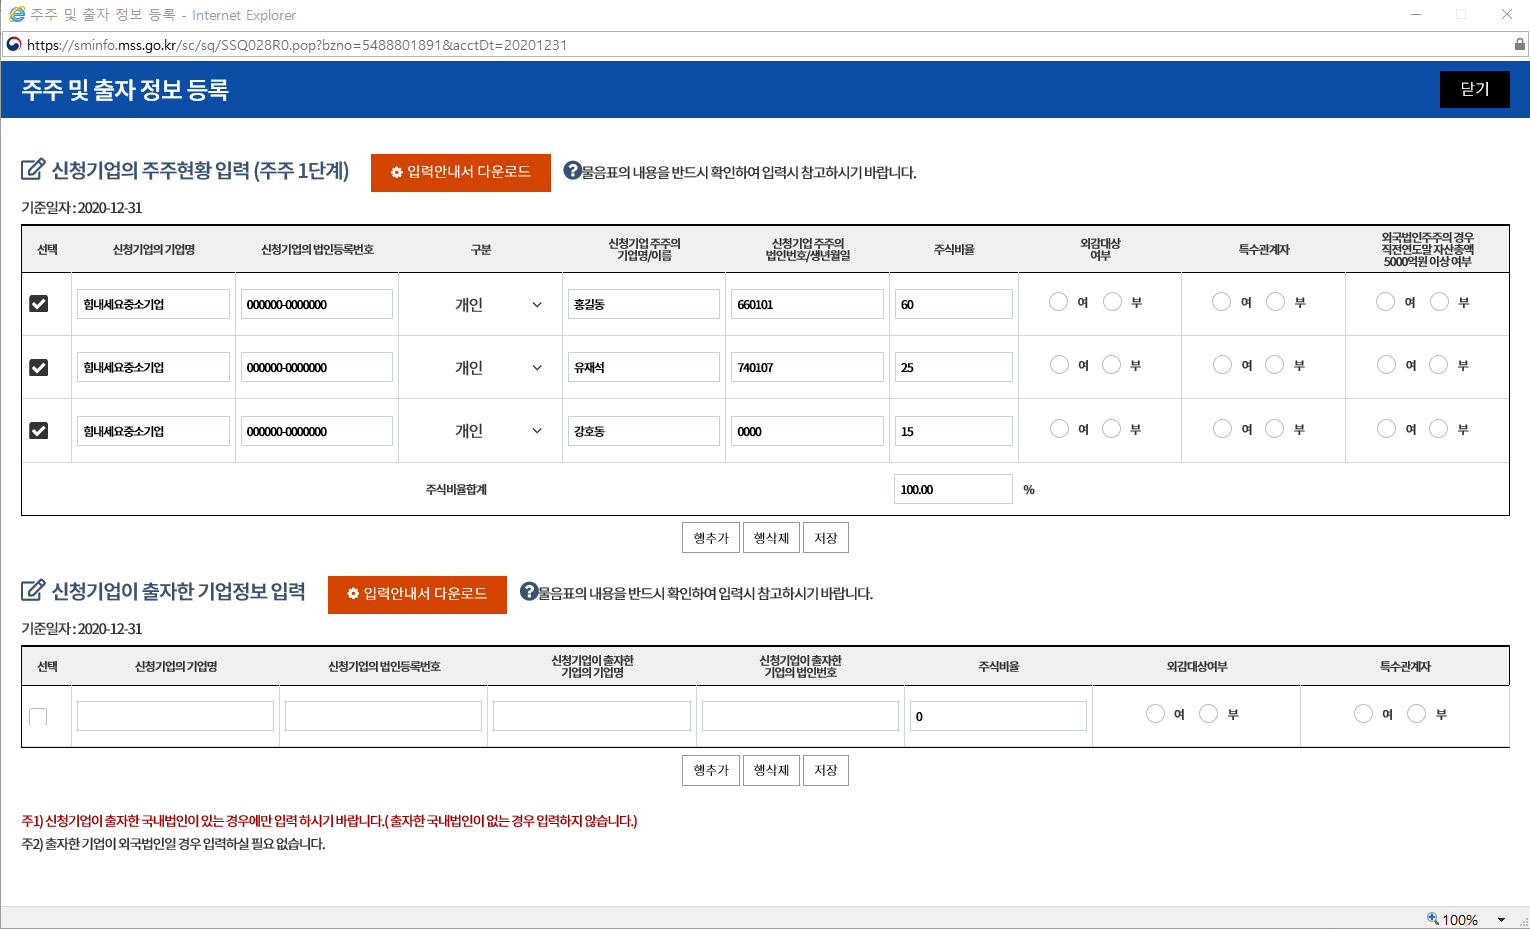 주주 및 출자 정보 등록 - Internet Explorer
https://sminfo.mss.go.kr/sc/sq/SSQ028R0.pop?bzno=5488801891&acctDt=20201231
주주 및 출자 정보 등록
닫기
신청기업의 주주현황 입력 (주주 1단계)
입력안내서 다운로드
?물음표의 내용을 반드시 확인하여 입력시 참고하시기 바랍니다.
기준일자 : 2020-12-31
선택 신청기업의 기업명 신청기업의 법인등록번호 구분 신청기업 주주의 기업명/이름 신청기업 주주의 법인번호/생년월일 주식비율 외감대상 여부 특수관계자 외국법인주주의 경우 직전연도말 자산총액 5000억원 이상 여부
힘내세요중소기업 000000-0000000 개인 홍길동 660101 60 여 부 여 부 여 부
힘내세요중소기업 000000-0000000 개인 유재석 740107 25 여 부 여 부 여 부
힘내세요중소기업 000000-0000000 개인 강호동 0000 15 여 부 여 부 여 부
주식비율합계 100.00 %
행추가 행삭제 저장
신청기업이 출자한 기업정보 입력
입력안내서 다운로드
?물음표의 내용을 반드시 확인하여 입력시 참고하시기 바랍니다.
기준일자 : 2020-12-31
선택 신청기업의 기업명 신청기업의 법인등록번호 신청기업이 출자한 기업의 기업명 신청기업이 출자한 기업의 법인번호 주식비율 외감대상여부 특수관계자
0 여 부 여 부
행추가 행삭제 저장
주1) 신청기업이 출자한 국내법인이 있는 경우에만 입력 하시기 바랍니다.( 출자한 국내법인이 없는 경우 입력하지 않습니다.)
주2) 출자한 기업이 외국법인일 경우 입력하실 필요 없습니다.
100%